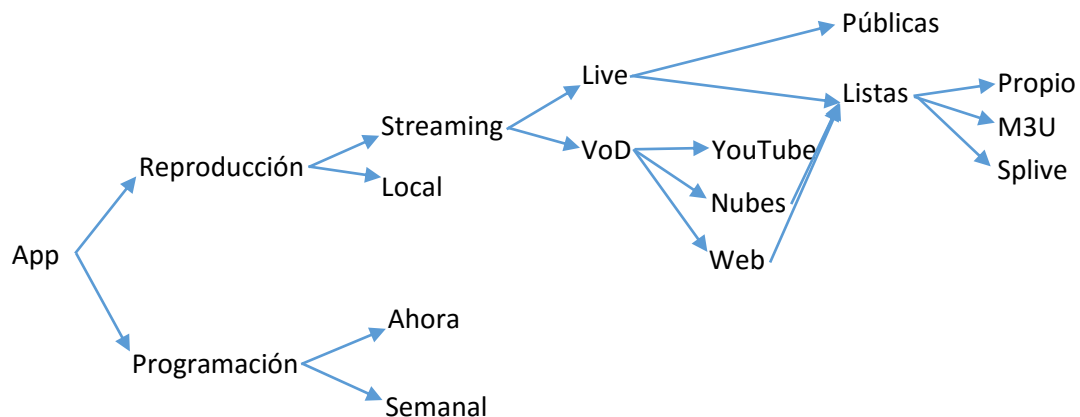 Públicas
Live
Listas
Propio
M3U
Splive
Streaming
VoD
YouTube
Reproducción
Local
Nubes
Web
App
Ahora
Programación
Semanal